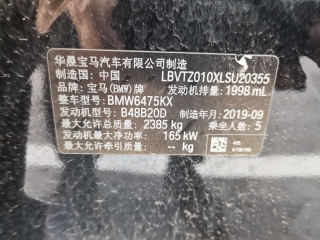 华晨宝马汽车有限公司制造
制造国：中国 LBVTZ010XLSU20355
品牌：宝马(BMW)牌 发动机排量：1998 mL
整车型号：BMW6475KX
发动机型号：B48B20D 制造年月：2019-09
最大允许总质量：2385 kg 乘坐人数：5
发动机最大净功率：165 kW
最大允许牵引质量：-- kg